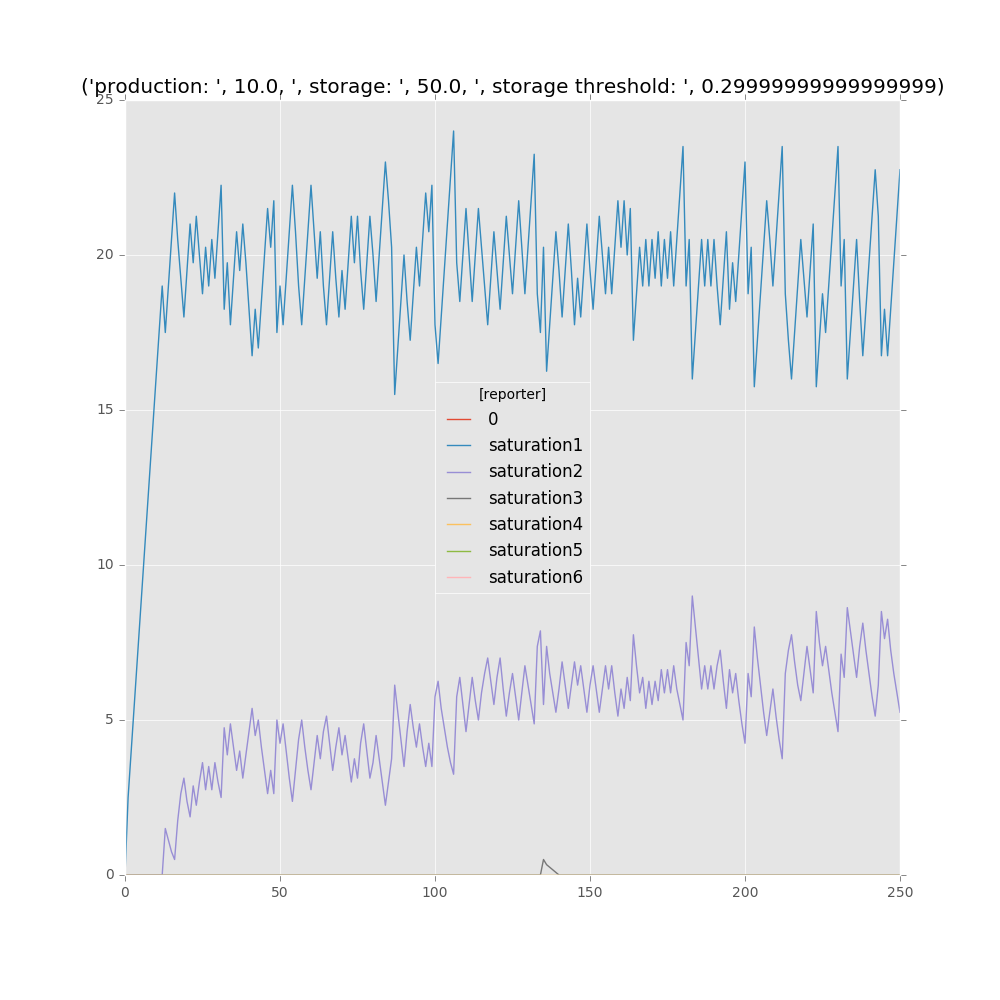 ('production: ', 10.0, ', storage: ', 50.0, ', storage threshold: ', 0.29999999999999999)
25
20
15
10
5
0
[reporter]
0
saturation1
saturation2
saturation3
saturation4
saturation5
saturation6
0 50 100 150 200 250